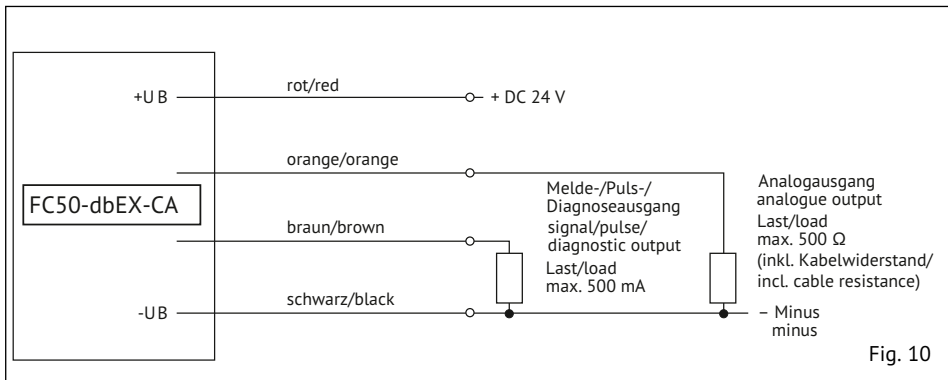 +UB
rot/red
+ DC 24 V
orange/orange
FC50-dbEX-CA
braun/brown
Melde-/Puls-/
Diagnoseausgang
signal/pulse/
diagnostic output
Last/load
max. 500 mA
Analogausgang
analogue output
Last/load
max. 500 Ω
(inkl. Kabelwiderstand/
incl. cable resistance)
-UB
schwarz/black
– Minus
minus
Fig. 10